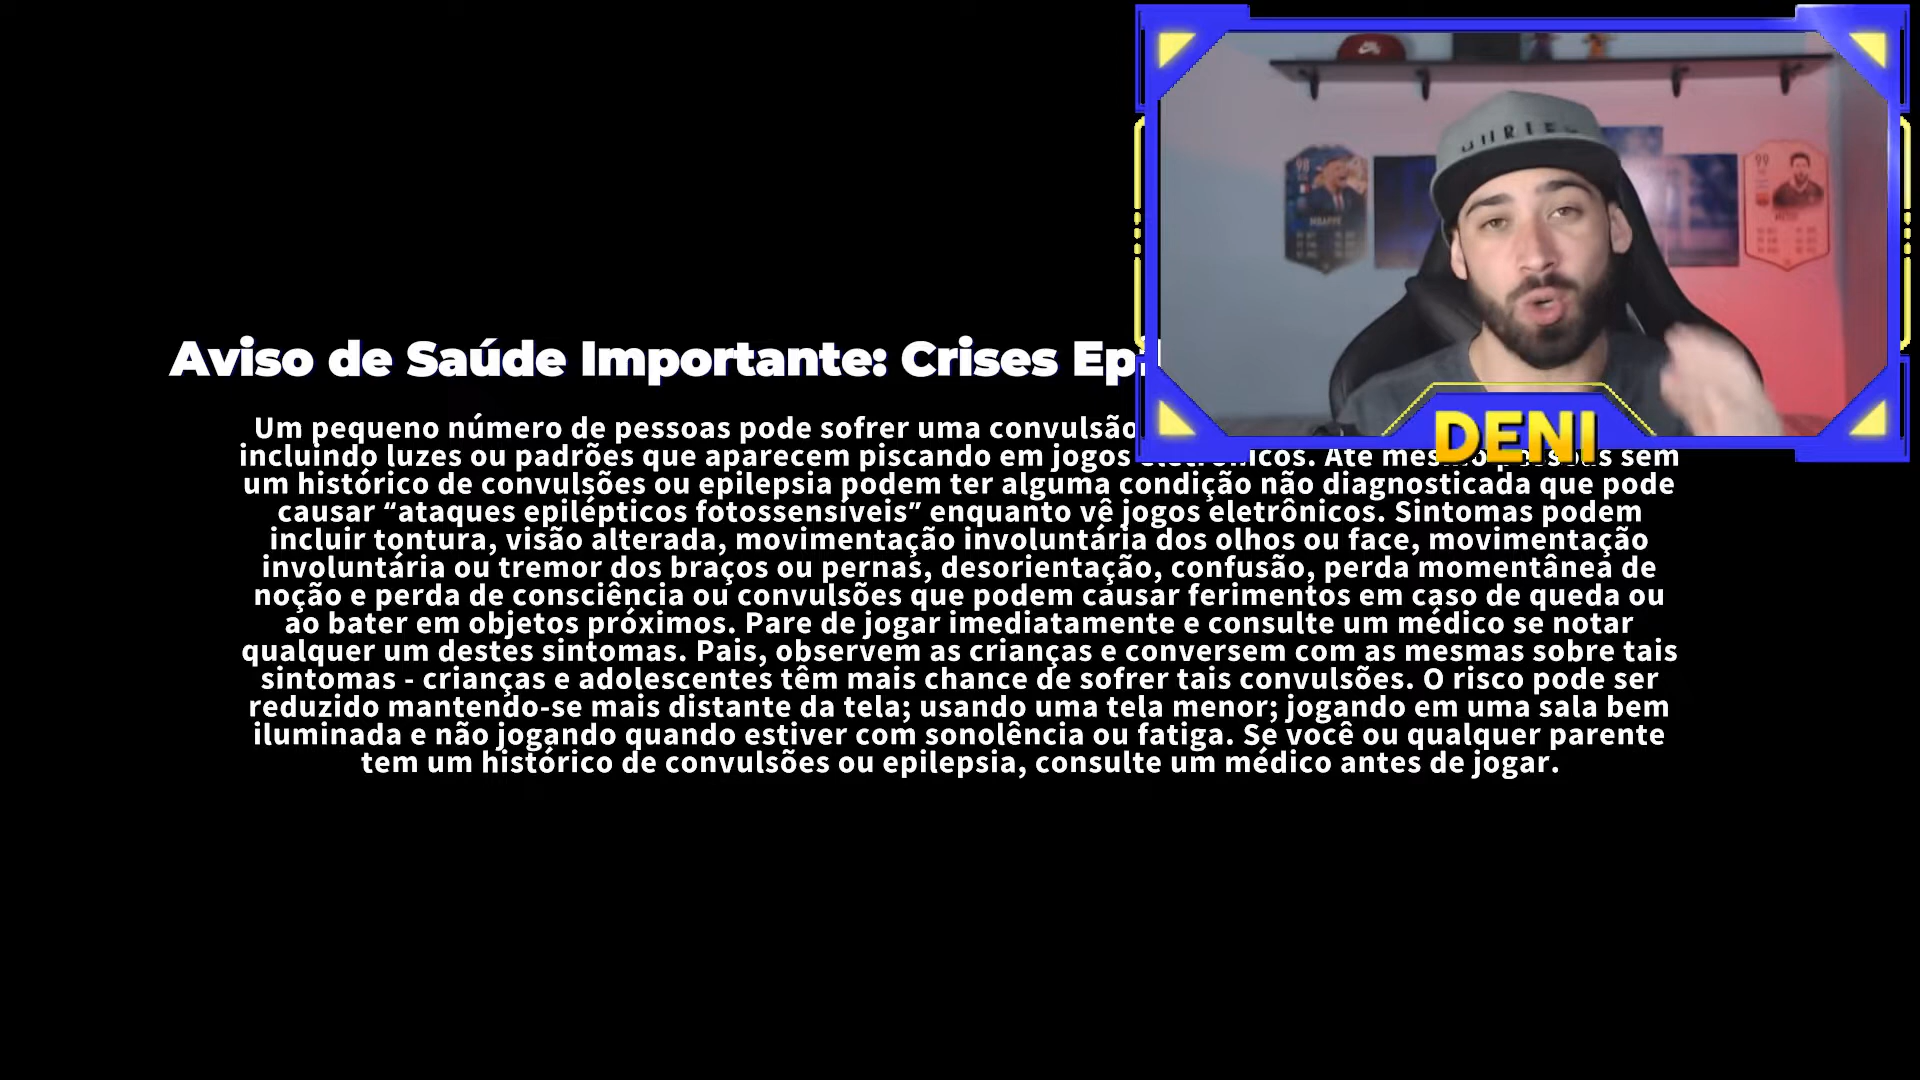 Aviso de Saúde Importante: Crises
Um pequeno número de pessoas pode sofrer uma convulsão
incluindo luzes ou padrões que aparecem piscando em jogos sem
um histórico de convulsões ou epilepsia podem ter alguma condição não diagnosticada que pode
causar “ataques epilépticos fotossensíveis” enquanto vê jogos eletrônicos. Sintomas podem
incluir tontura, visão alterada, movimentação involuntária dos olhos ou face, movimentação
involuntária ou tremor dos braços ou pernas, desorientação, confusão, perda momentânea de
noção e perda de consciência ou convulsões que podem causar ferimentos em caso de queda ou
ao bater em objetos próximos. Pare de jogar imediatamente e consulte um médico se notar
qualquer um destes sintomas. Pais, observem as crianças e conversem com as mesmas sobre tais
sintomas - crianças e adolescentes têm mais chance de sofrer tais convulsões. O risco pode ser
reduzido mantendo-se mais distante da tela; usando uma tela menor; jogando em uma sala bem
iluminada e não jogando quando estiver com sonolência ou fatiga. Se você ou qualquer parente
tem um histórico de convulsões ou epilepsia, consulte um médico antes de jogar.
98
MBAPPÉ
99
MESSI
DENI